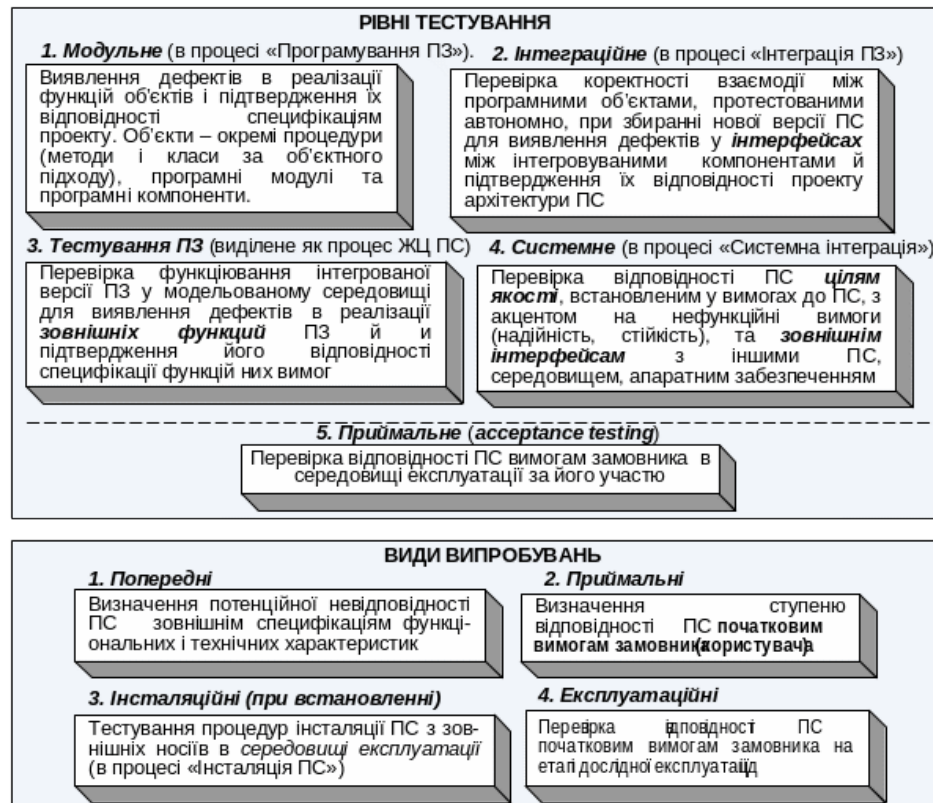 РІВНІ ТЕСТУВАННЯ
1. Модульне (в процесі «Програмування ПЗ»).
Виявлення дефектів в реалізації
функцій об'єктів і підтвердження їх
відповідності специфікаціям
проекту. Об'єкти – окремі процедури
(методи і класи за об'єктного
підходу), програмні модулі та
програмні компоненти.
2. Інтеграційне (в процесі «Інтеграція ПЗ»)
Перевірка коректності взаємодії між
програмними об'єктами, протестованими
автономно, при збиранні нової версії ПС
для виявлення дефектів у інтерфейсах
між інтегровуваними компонентами й
підтвердження їх відповідності проекту
архітектури ПС
3. Тестування ПЗ (виділене як процес ЖЦ ПС)
Перевірка функціювання інтегрованої
версії ПЗ у модельованому середовищі
для виявлення дефектів в реалізації
зовнішніх функцій ПЗ й и
підтвердження його відповідності
специфікації функцій них вимог
4. Системне (в процесі «Системна інтеграція»)
Перевірка відповідності ПС цілям
якості, встановленим у вимогах до ПС, з
акцентом на нефункційні вимоги
(надійність, стійкість), та зовнішнім
інтерфейсам з іншими ПС,
середовищем, апаратним забезпеченням
5. Приймальне (acceptance testing)
Перевірка відповідності ПС вимогам замовника в
середовищі експлуатації за його участю
ВИДИ ВИПРОБУВАНЬ
1. Попередні
Визначення потенційної невідповідності
ПС зовнішнім специфікаціям функці-
ональних і технічних характеристик
2. Приймальні
Визначення ступеню
відповідності ПС початковим
вимогам замовника (користувача)
3. Інсталяційні (при встановленні)
Тестування процедур інсталяції ПС з зов-
нішніх носіїв в середовищі експлуатації
(в процесі «Інсталяція ПС»)
4. Експлуатаційні
Перевірка відповідності ПС
початковим вимогам замовника на
етапі дослідної